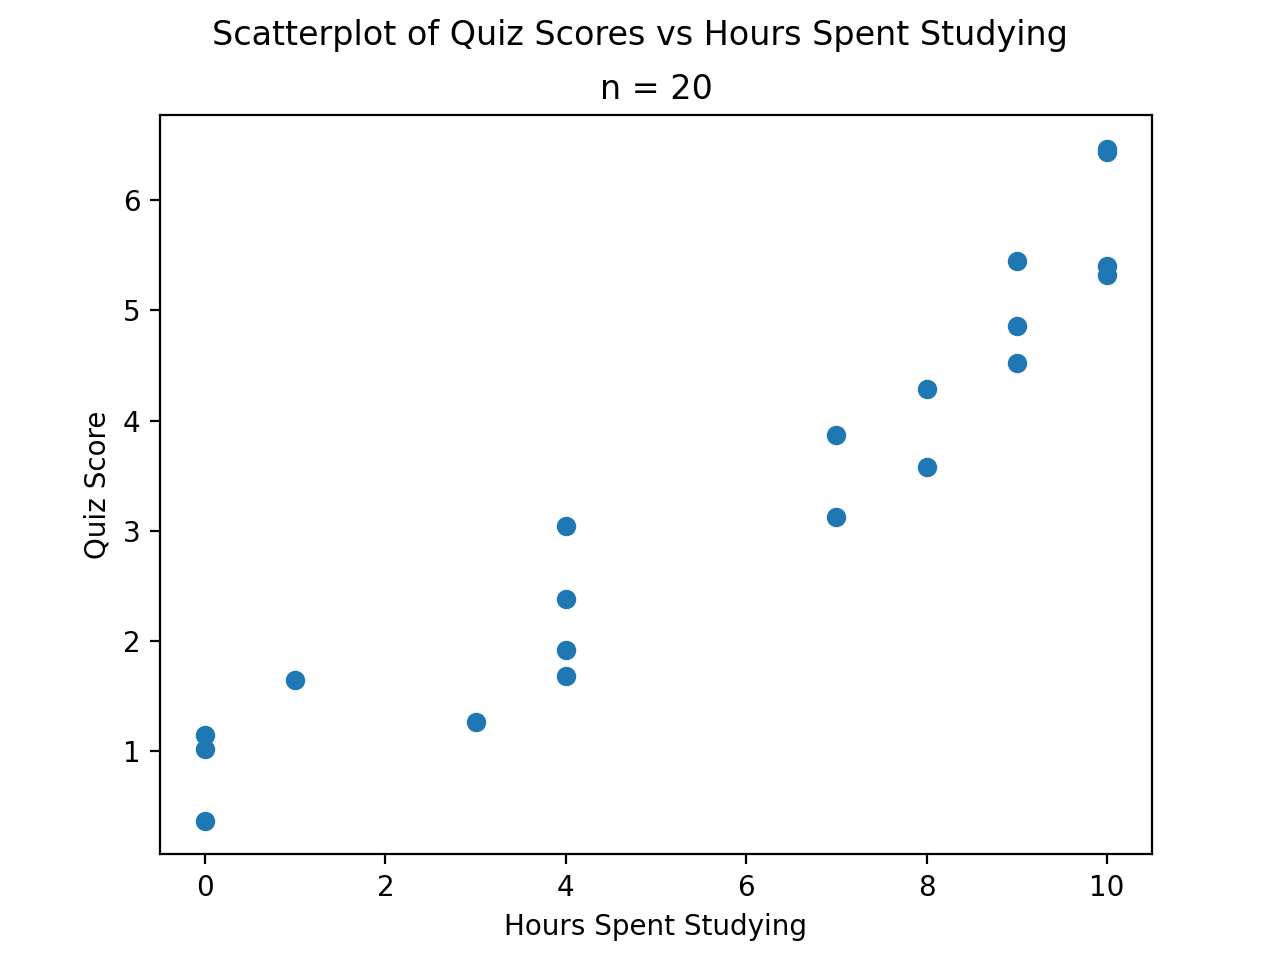 Scatterplot of Quiz Scores vs Hours Spent Studying
n = 20
6
5
4
3
2
1
Quiz Score
0 2 4 6 8 10
Hours Spent Studying